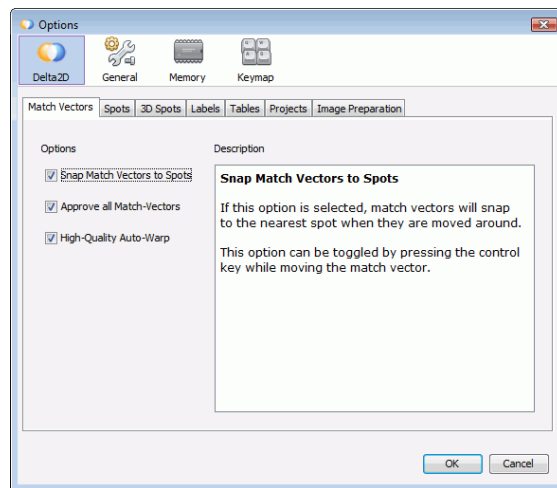 Options
Delta2D
General
Memory
Keymap
Match Vectors
Spots
3D Spots
Labels
Tables
Projects
Image Preparation
Options
Description
Snap Match Vectors to Spots
Approve all Match-Vectors
High-Quality Auto-Warp
Snap Match Vectors to Spots
If this option is selected, match vectors will snap
to the nearest spot when they are moved around.
This option can be toggled by pressing the control
key while moving the match vector.
OK
Cancel